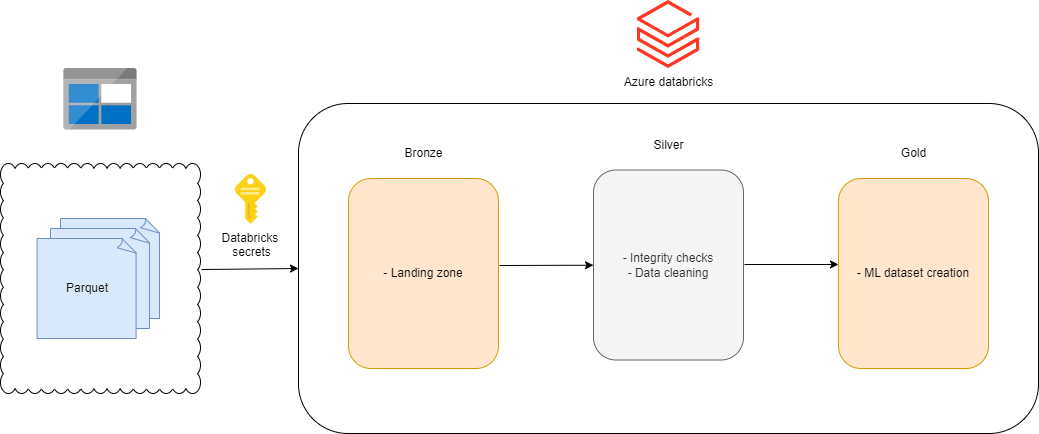 Azure databricks
Bronze
Silver
Gold
Databricks
secrets
Parquet
- Landing zone
- Integrity checks
- Data cleaning
- ML dataset creation